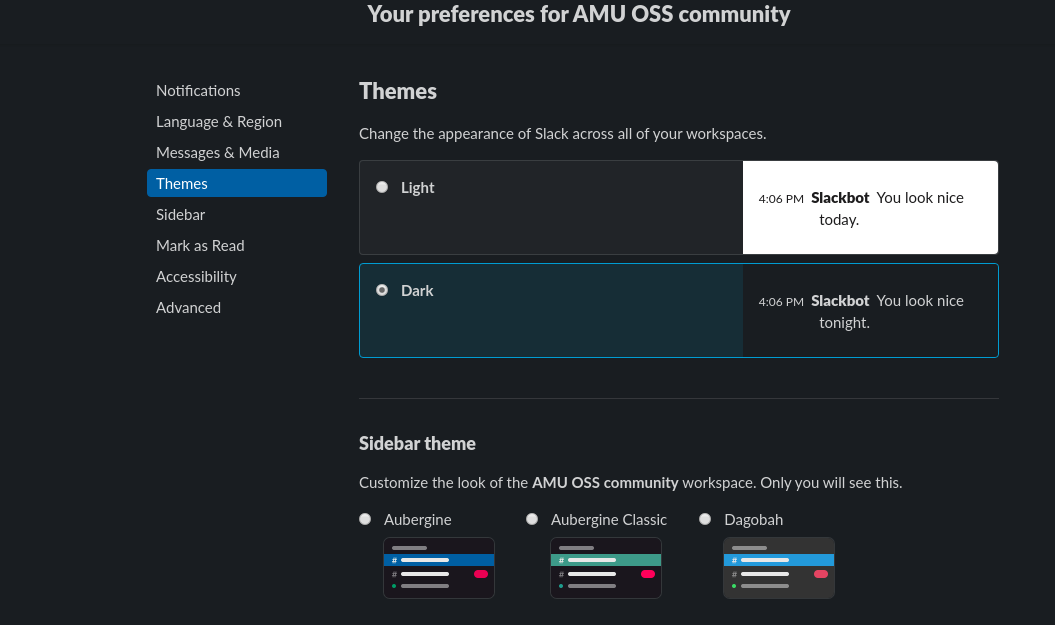 Your preferences for AMU OSS community
Notifications
Language & Region
Messages & Media
Themes
Sidebar
Mark as Read
Accessibility
Advanced
Themes
Change the appearance of Slack across all of your workspaces.
Light
4:06 PM Slackbot You look nice
today.
Dark
4:06 PM Slackbot You look nice
tonight.
Sidebar theme
Customize the look of the AMU OSS community workspace. Only you will see this.
Aubergine
Aubergine Classic
Dagobah
#
#
#
#
#
#